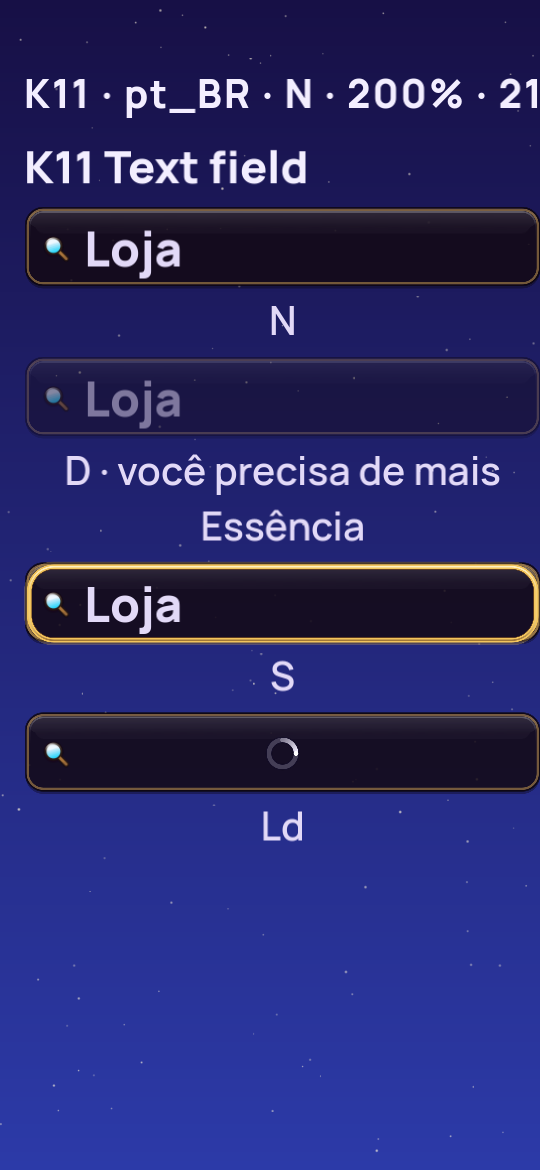 K11 · pt_BR · N · 200% · 21
K11 Text field
Loja
N
Loja
D · você precisa de mais
Essência
Loja
S
Ld